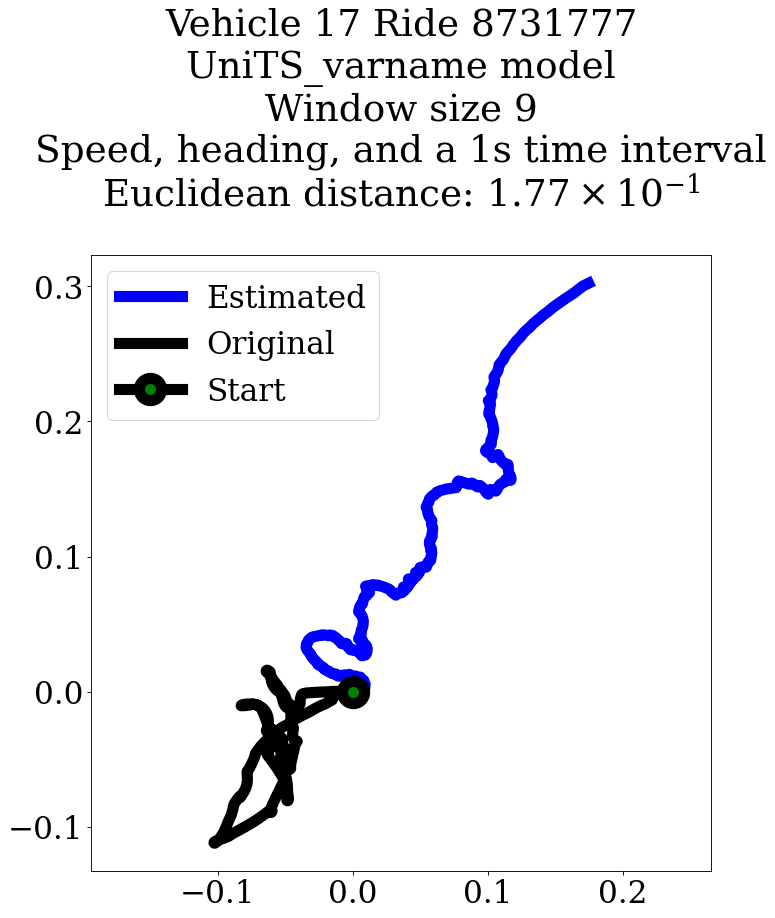 Vehicle 17 Ride 8731777
UniTS_varname model
Window size 9
Speed, heading, and a 1s time interval
Euclidean distance: 1.77 × 10⁻¹
Estimated
Original
Start
0.3
0.2
0.1
0.0
−0.1
−0.1 0.0 0.1 0.2